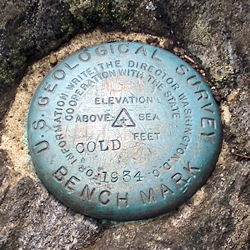 U.S. GEOLOGICAL SURVEY
FOR INFORMATION WRITE THE DIRECTOR WASHINGTON, D.C.
COOPERATION WITH THE STATE
ELEVATION
ABOVE SEA
FEET
COLD
1934
BENCH MARK